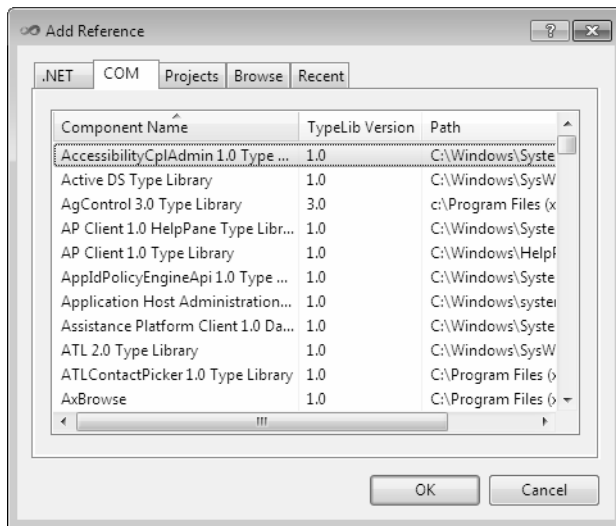 Add Reference
.NET COM Projects Browse Recent
Component Name TypeLib Version Path
AccessibilityCplAdmin 1.0 Type ... 1.0 C:\Windows\Syste
Active DS Type Library 1.0 C:\Windows\SysW
AgControl 3.0 Type Library 3.0 c:\Program Files (x
AP Client 1.0 HelpPane Type Libr... 1.0 C:\Windows\Syste
AP Client 1.0 Type Library 1.0 C:\Windows\HelpP
AppIdPolicyEngineApi 1.0 Type ... 1.0 C:\Windows\Syste
Application Host Administration... 1.0 C:\Windows\system
Assistance Platform Client 1.0 Da... 1.0 C:\Windows\Syste
ATL 2.0 Type Library 1.0 C:\Windows\SysW
ATLContactPicker 1.0 Type Library 1.0 C:\Program Files (x
AxBrowse 1.0 C:\Program Files (x
OK Cancel